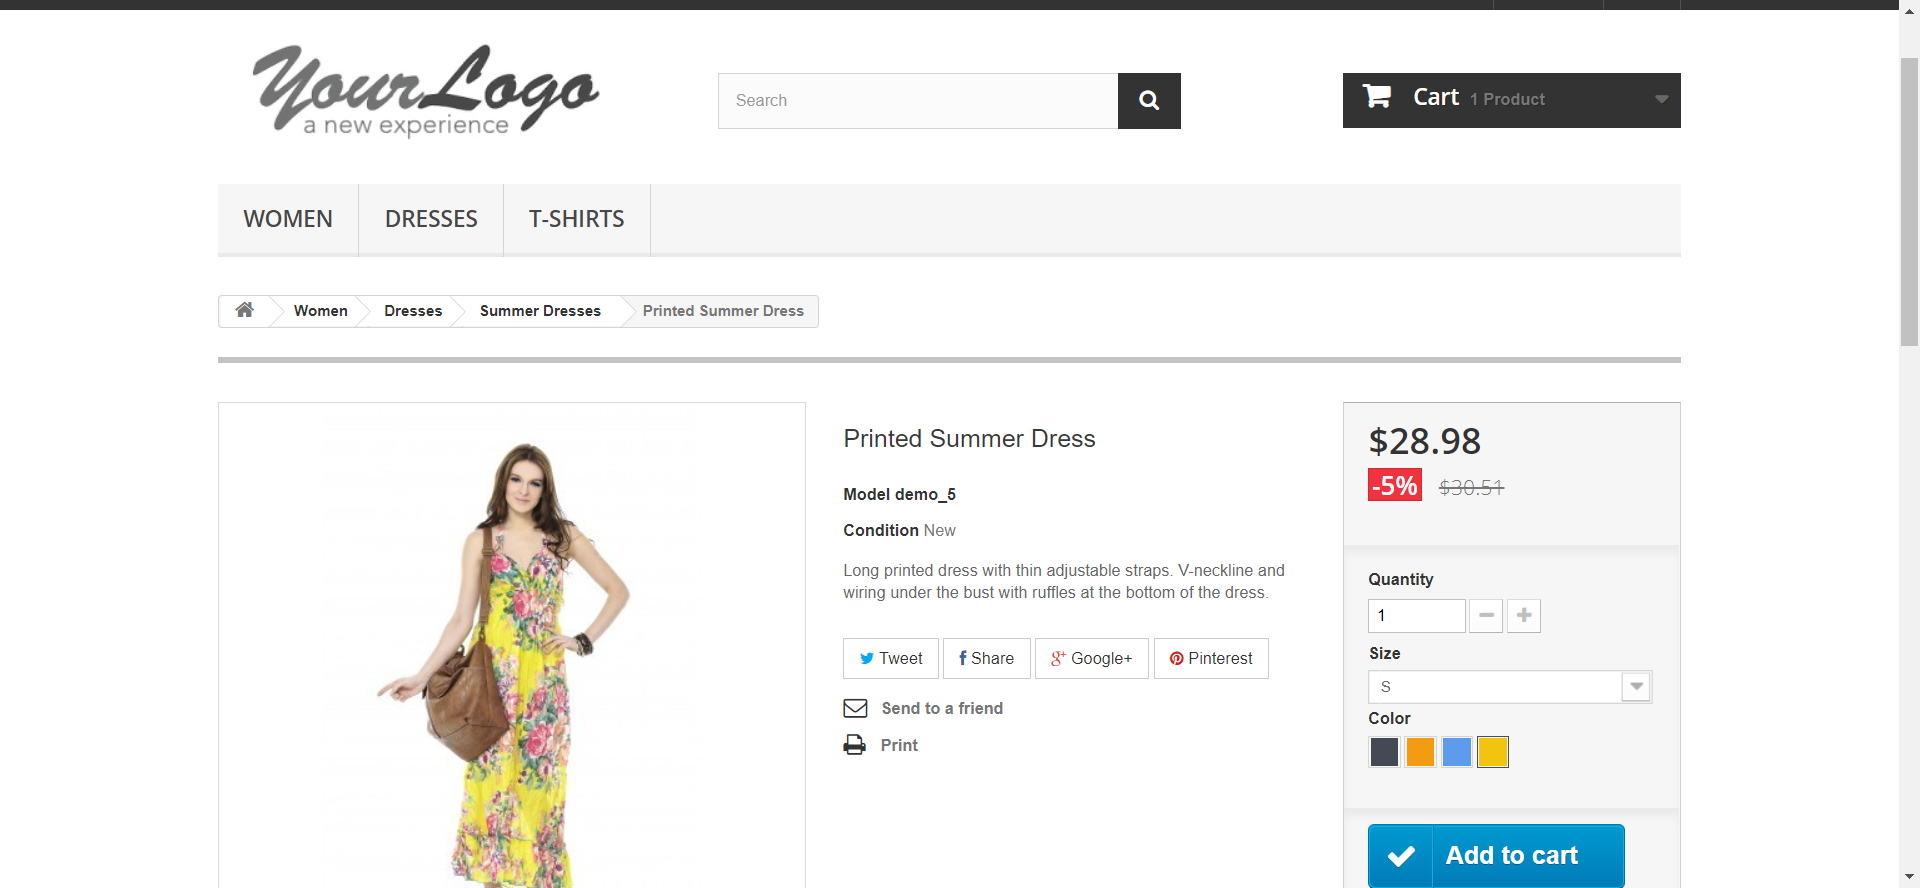 YourLogo
a new experience
Search
Cart 1 Product
WOMEN DRESSES T-SHIRTS
Women Dresses Summer Dresses Printed Summer Dress
Printed Summer Dress
Model demo_5
Condition New
Long printed dress with thin adjustable straps. V-neckline and
wiring under the bust with ruffles at the bottom of the dress.
Tweet Share Google+ Pinterest
Send to a friend
Print
$28.98
-5% $30.51
Quantity
1
Size
S
Color
Add to cart